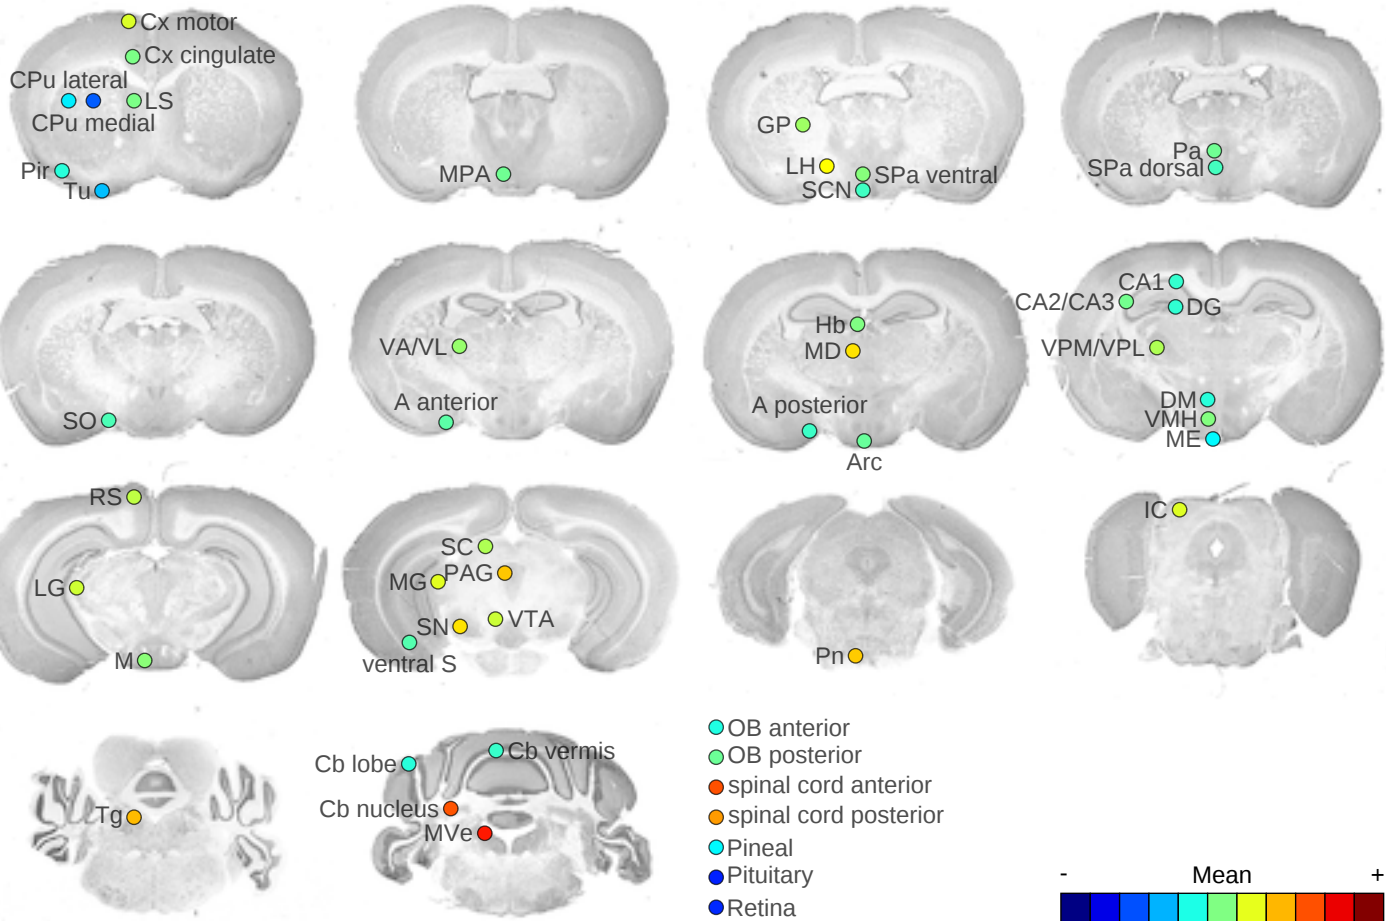 Cx motor
Cx cingulate
CPu lateral
LS
CPu medial
Pir
Tu
MPA
GP
LH
SPa ventral
SCN
Pa
SPa dorsal
SO
VA/VL
A anterior
Hb
MD
A posterior
Arc
CA1
CA2/CA3
DG
VPM/VPL
DM
VMH
ME
RS
LG
M
SC
PAG
MG
VTA
SN
ventral S
Pn
IC
Tg
Cb vermis
Cb lobe
Cb nucleus
MVe
OB anterior
OB posterior
spinal cord anterior
spinal cord posterior
Pineal
Pituitary
Retina
- Mean +